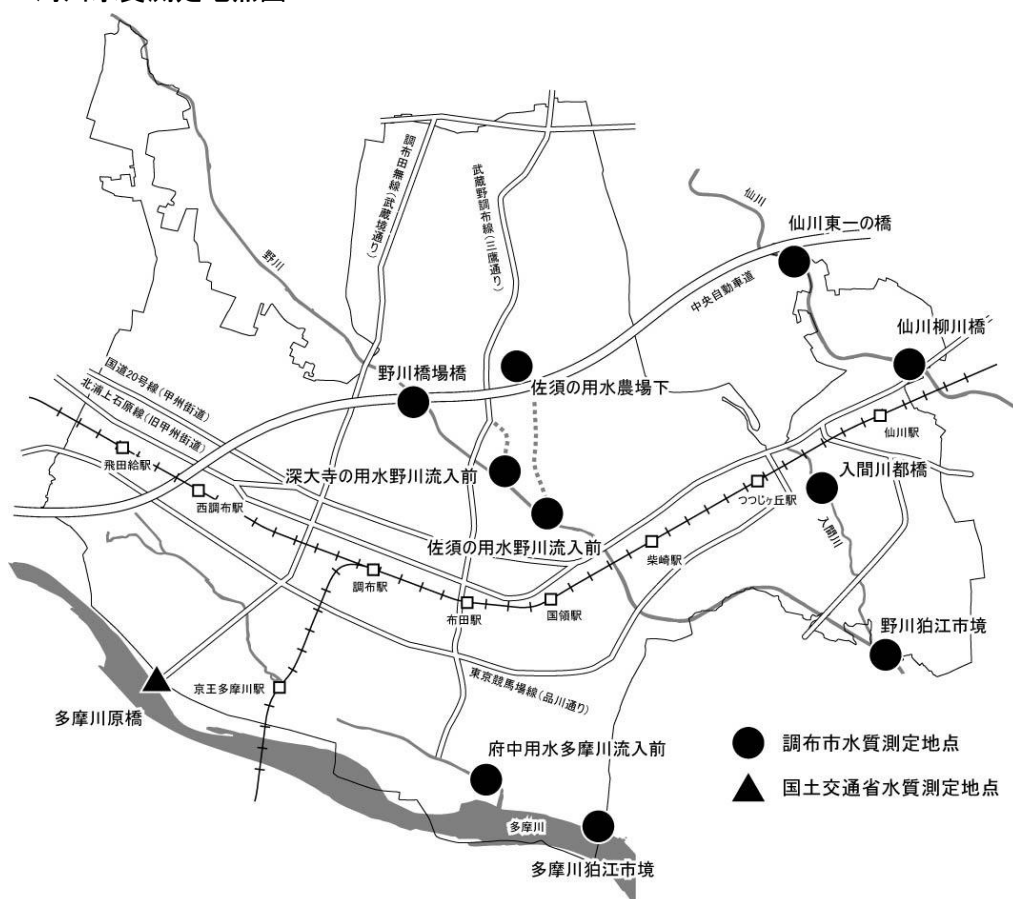 仙川
調布田無線(武蔵境通り)
武蔵野調布線(三鷹通り)
仙川東一の橋
野川
中央自動車道
仙川柳川橋
国道20号線(甲州街道)
野川橋場橋
佐須の用水農場下
北浦上石原線(旧甲州街道)
仙川駅
飛田給駅
深大寺の用水野川流入前
入間川都橋
つつじヶ丘駅
西調布駅
佐須の用水野川流入前
入間川
柴崎駅
調布駅
布田駅
国領駅
野川狛江市境
京王多摩川駅
東京競馬場線(品川通り)
多摩川原橋
府中用水多摩川流入前
調布市水質測定地点
国土交通省水質測定地点
多摩川
多摩川狛江市境